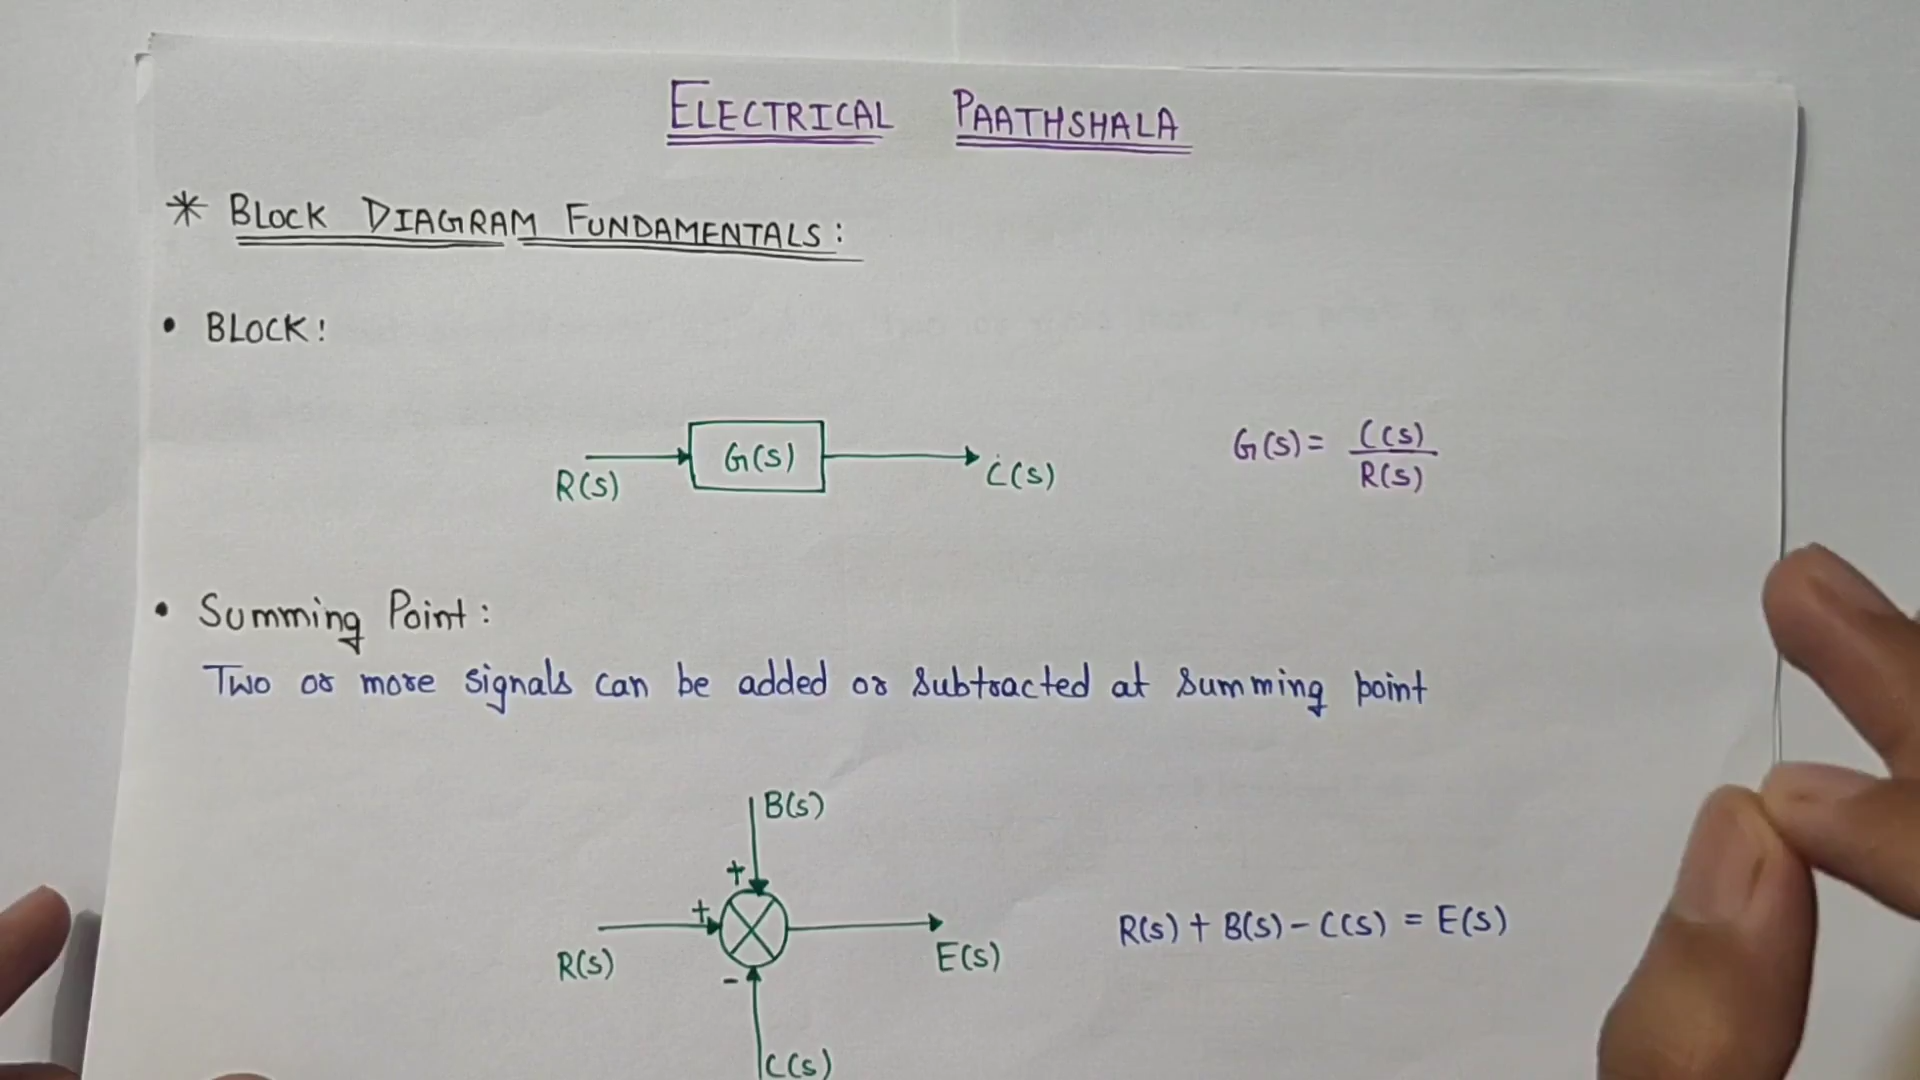 ELECTRICAL PAATHSHALA
* BLOCK DIAGRAM FUNDAMENTALS:
• BLOCK:
R(s) G(s) C(s)
G(s) = C(s) / R(s)
• Summing Point:
Two or more signals can be added or subtracted at summing point
B(s)
+
+
R(s) E(s)
R(s) + B(s) - C(s) = E(s)
-
C(s)